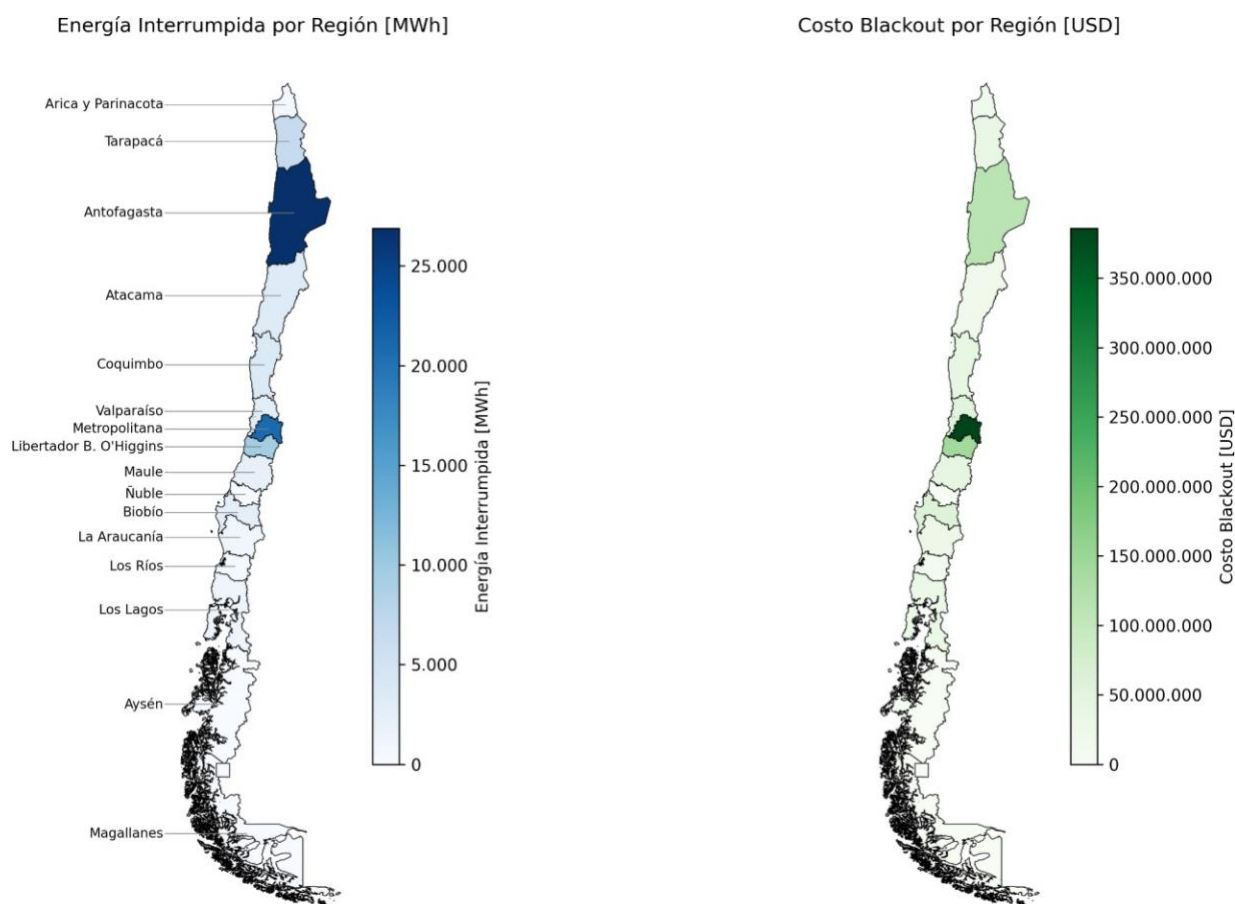 Energía Interrumpida por Región [MWh]
Arica y Parinacota
Tarapacá
Antofagasta
Atacama
Coquimbo
Valparaíso
Metropolitana
Libertador B. O'Higgins
Maule
Ñuble
Biobío
La Araucanía
Los Ríos
Los Lagos
Aysén
Magallanes
25.000
20.000
15.000
10.000
5.000
0
Energía Interrumpida [MWh]
Costo Blackout por Región [USD]
350.000.000
300.000.000
250.000.000
200.000.000
150.000.000
100.000.000
50.000.000
0
Costo Blackout [USD]